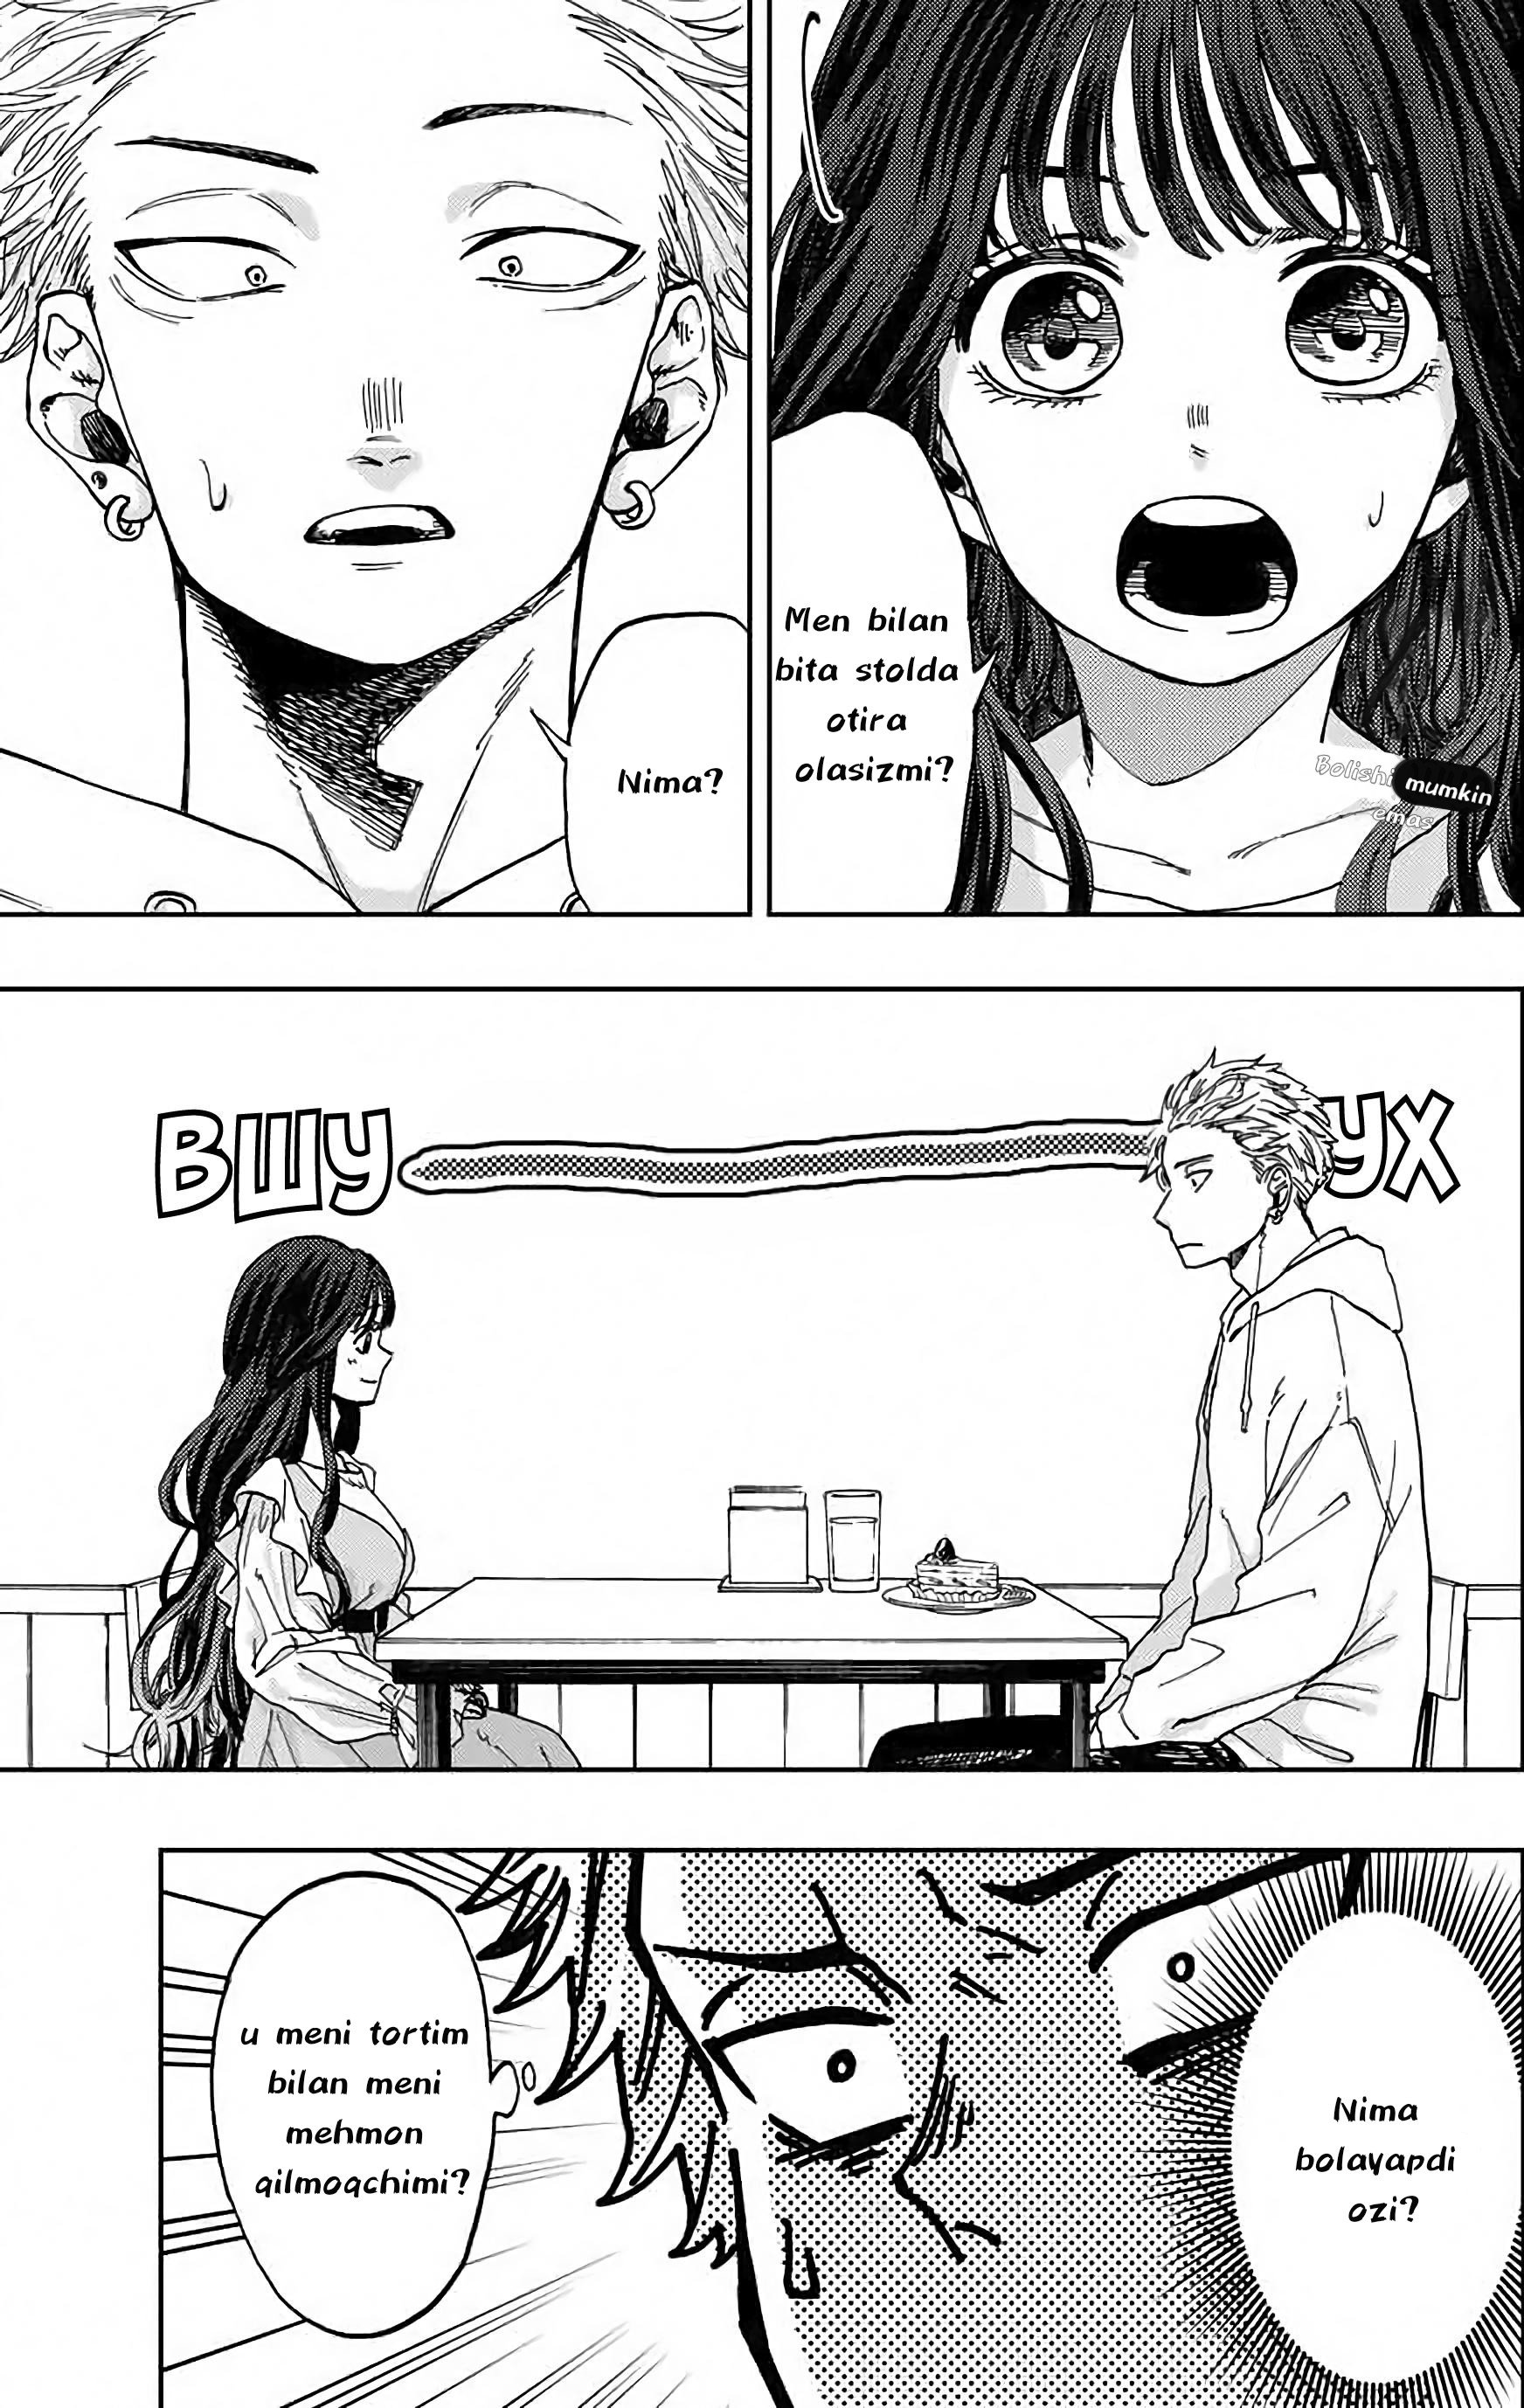 Men bilan
bita stolda
otira
olasizmi?
Bolishi mumkin
emas
Nima?
ВШУ
УХ
Nima
bolayapdi
ozi?
u meni tortim
bilan meni
mehmon
qilmoqchimi?